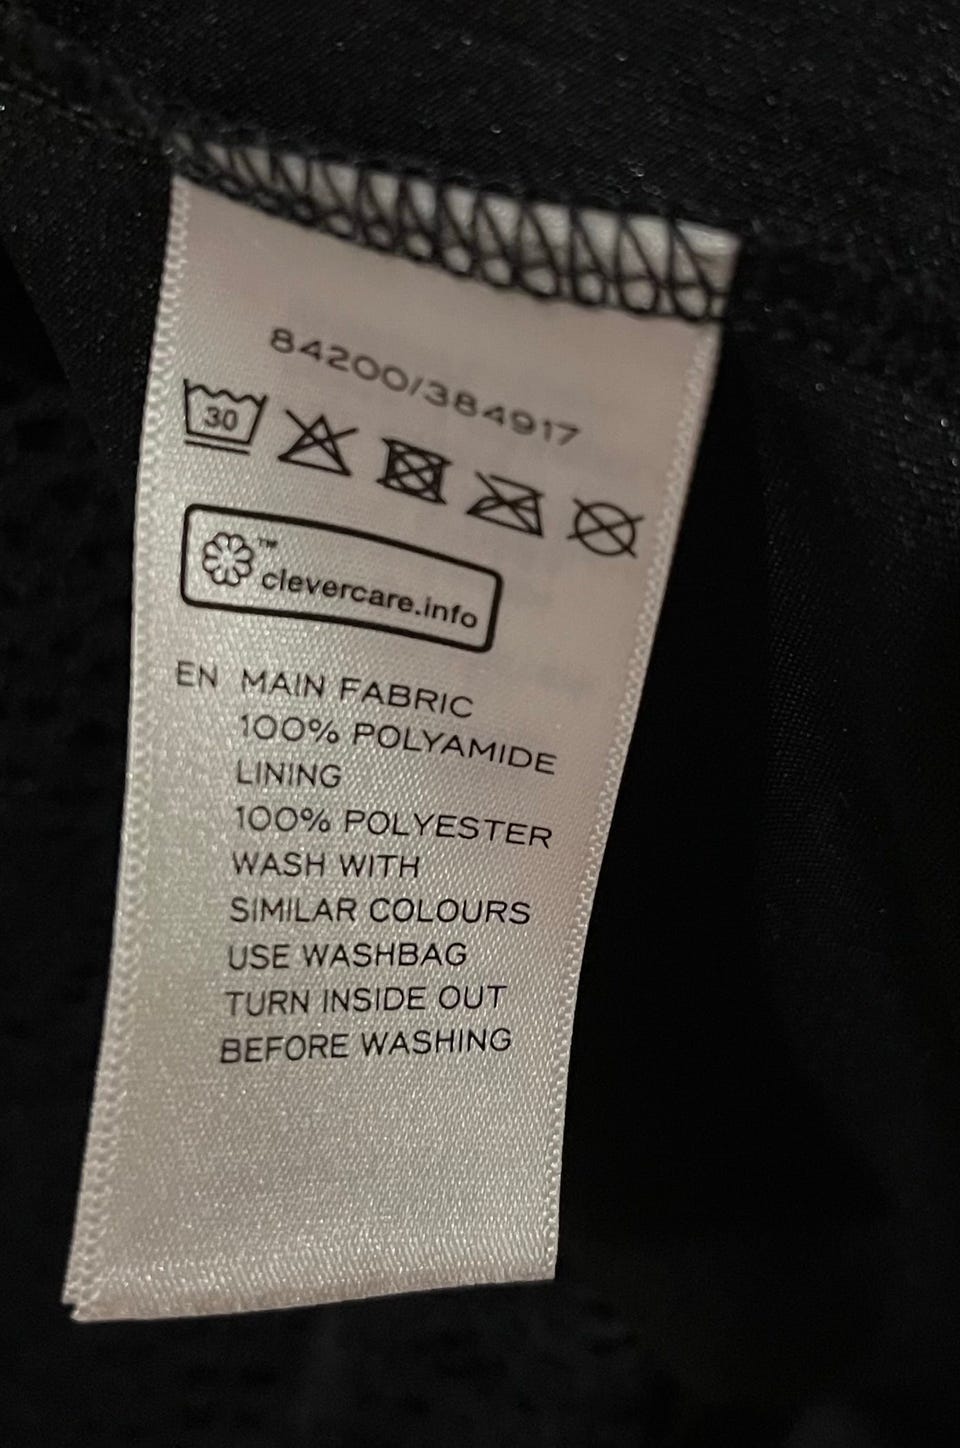 84200/384917
30
™
clevercare.info
EN MAIN FABRIC
100% POLYAMIDE
LINING
100% POLYESTER
WASH WITH
SIMILAR COLOURS
USE WASHBAG
TURN INSIDE OUT
BEFORE WASHING